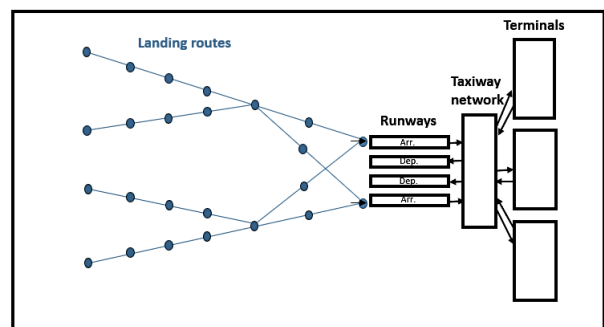 Terminals
Landing routes
Taxiway
network
Runways
Arr.
Dep.
Dep.
Arr.